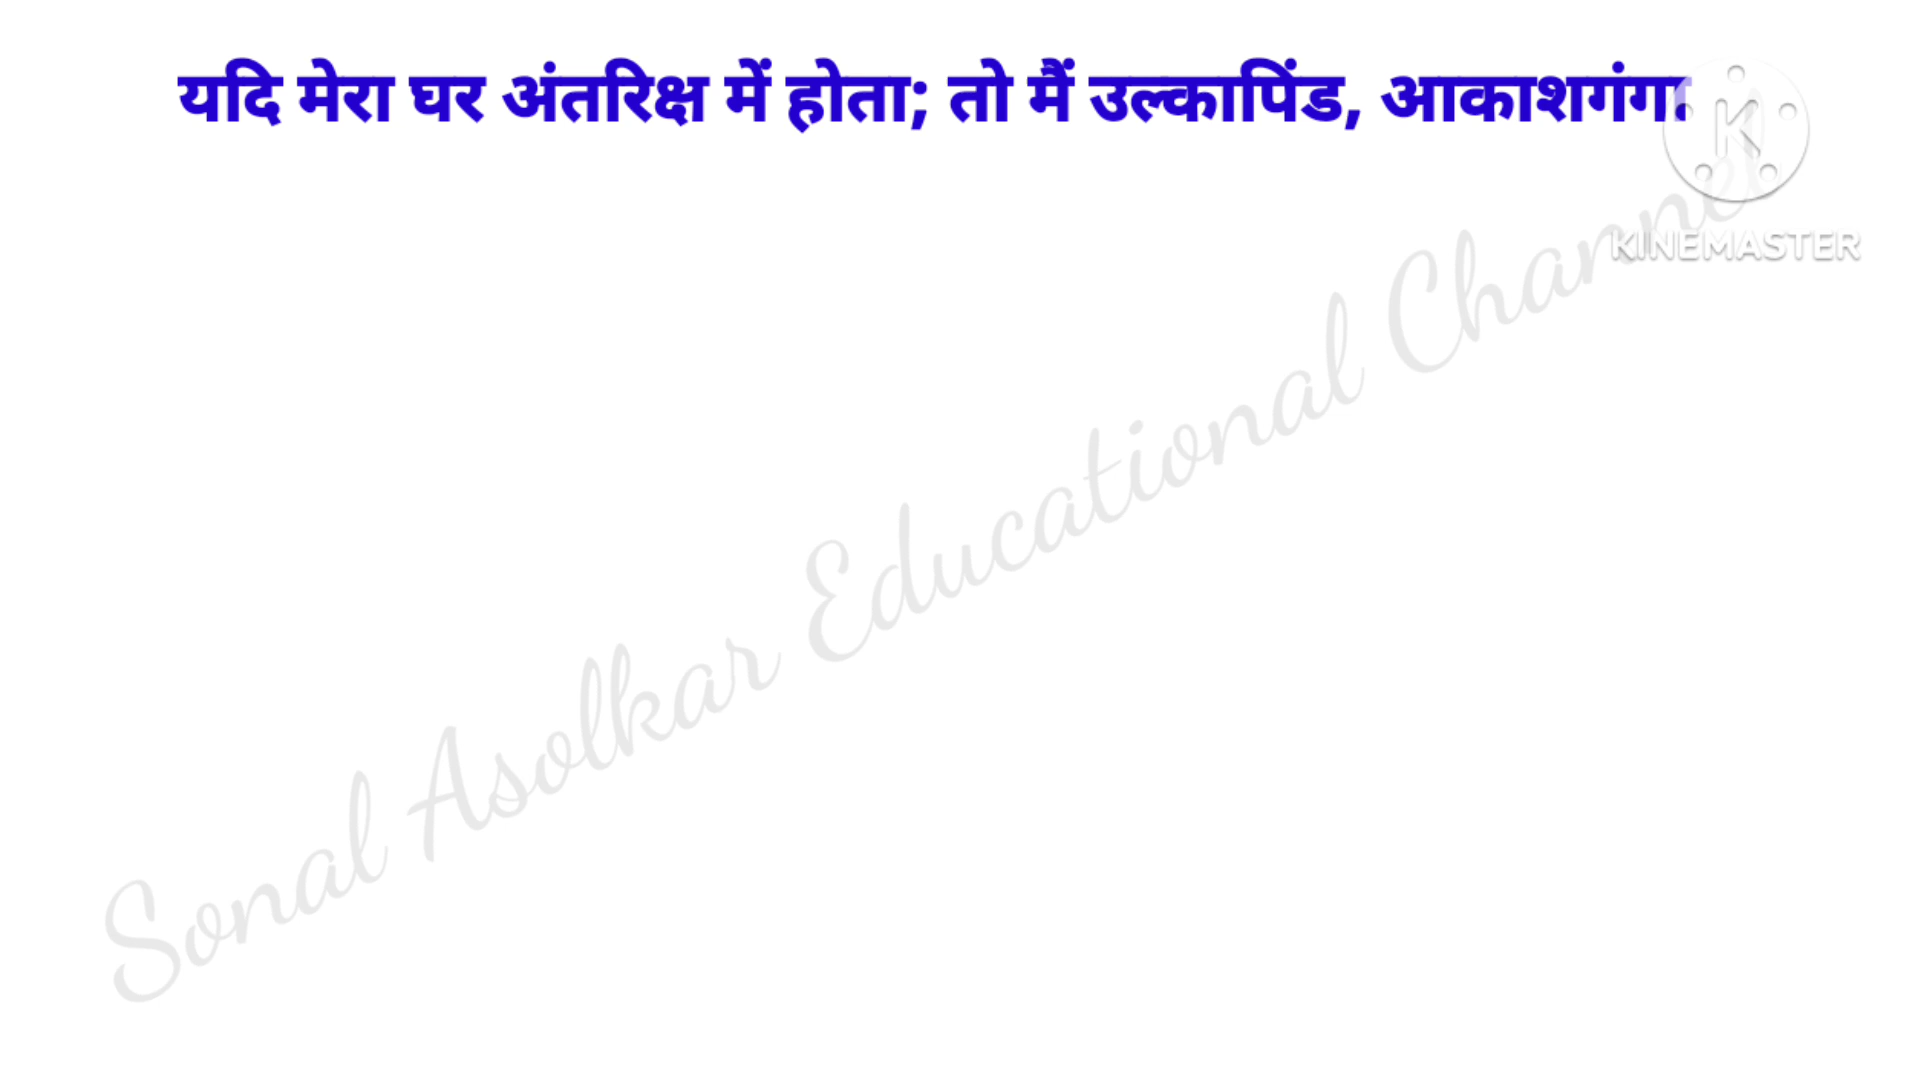 यदि मेरा घर अंतरिक्ष में होता; तो मैं उल्कापिंड, आकाशगंगा
K
KINEMASTER
Sonal Asolkar Educational Channel